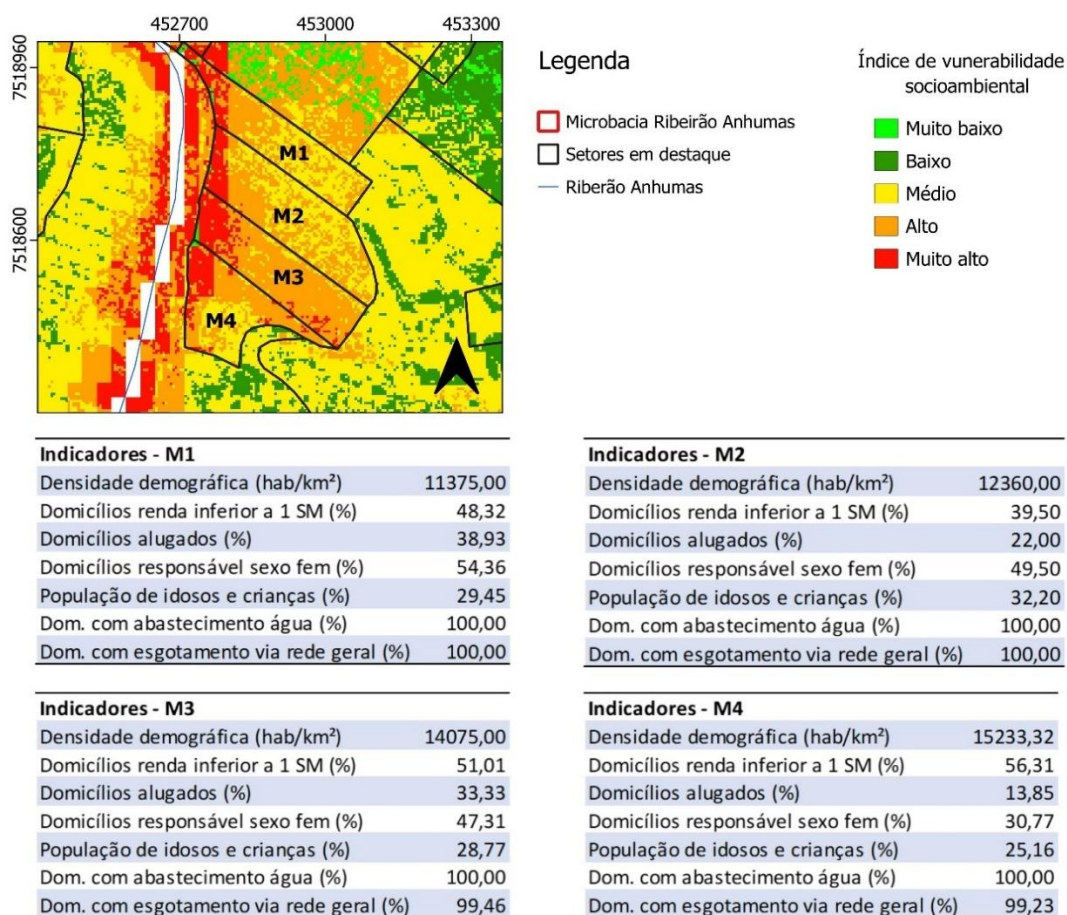 452700 453000 453300
7518960
7518600
M1
M2
M3
M4
Legenda
Microbacia Ribeirão Anhumas
Setores em destaque
Riberão Anhumas
Índice de vunerabilidade
socioambiental
Muito baixo
Baixo
Médio
Alto
Muito alto
Indicadores - M1
Densidade demográfica (hab/km²) 11375,00
Domicílios renda inferior a 1 SM (%) 48,32
Domicílios alugados (%) 38,93
Domicílios responsável sexo fem (%) 54,36
População de idosos e crianças (%) 29,45
Dom. com abastecimento água (%) 100,00
Dom. com esgotamento via rede geral (%) 100,00
Indicadores - M2
Densidade demográfica (hab/km²) 12360,00
Domicílios renda inferior a 1 SM (%) 39,50
Domicílios alugados (%) 22,00
Domicílios responsável sexo fem (%) 49,50
População de idosos e crianças (%) 32,20
Dom. com abastecimento água (%) 100,00
Dom. com esgotamento via rede geral (%) 100,00
Indicadores - M3
Densidade demográfica (hab/km²) 14075,00
Domicílios renda inferior a 1 SM (%) 51,01
Domicílios alugados (%) 33,33
Domicílios responsável sexo fem (%) 47,31
População de idosos e crianças (%) 28,77
Dom. com abastecimento água (%) 100,00
Dom. com esgotamento via rede geral (%) 99,46
Indicadores - M4
Densidade demográfica (hab/km²) 15233,32
Domicílios renda inferior a 1 SM (%) 56,31
Domicílios alugados (%) 13,85
Domicílios responsável sexo fem (%) 30,77
População de idosos e crianças (%) 25,16
Dom. com abastecimento água (%) 100,00
Dom. com esgotamento via rede geral (%) 99,23